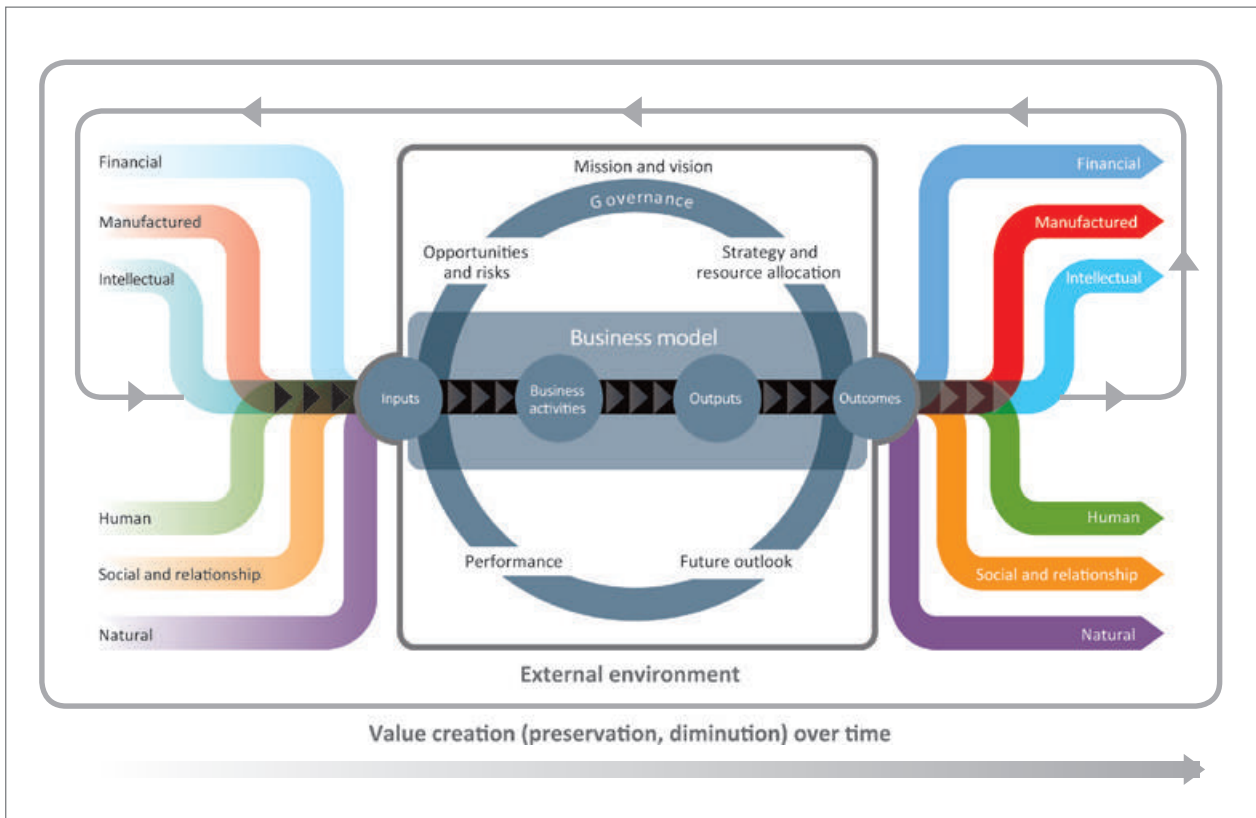 Financial
Manufactured
Intellectual
Human
Social and relationship
Natural
Mission and vision
Governance
Opportunities
and risks
Strategy and
resource allocation
Business model
Inputs
Business
activities
Outputs
Outcomes
Performance
Future outlook
Financial
Manufactured
Intellectual
Human
Social and relationship
Natural
External environment
Value creation (preservation, diminution) over time